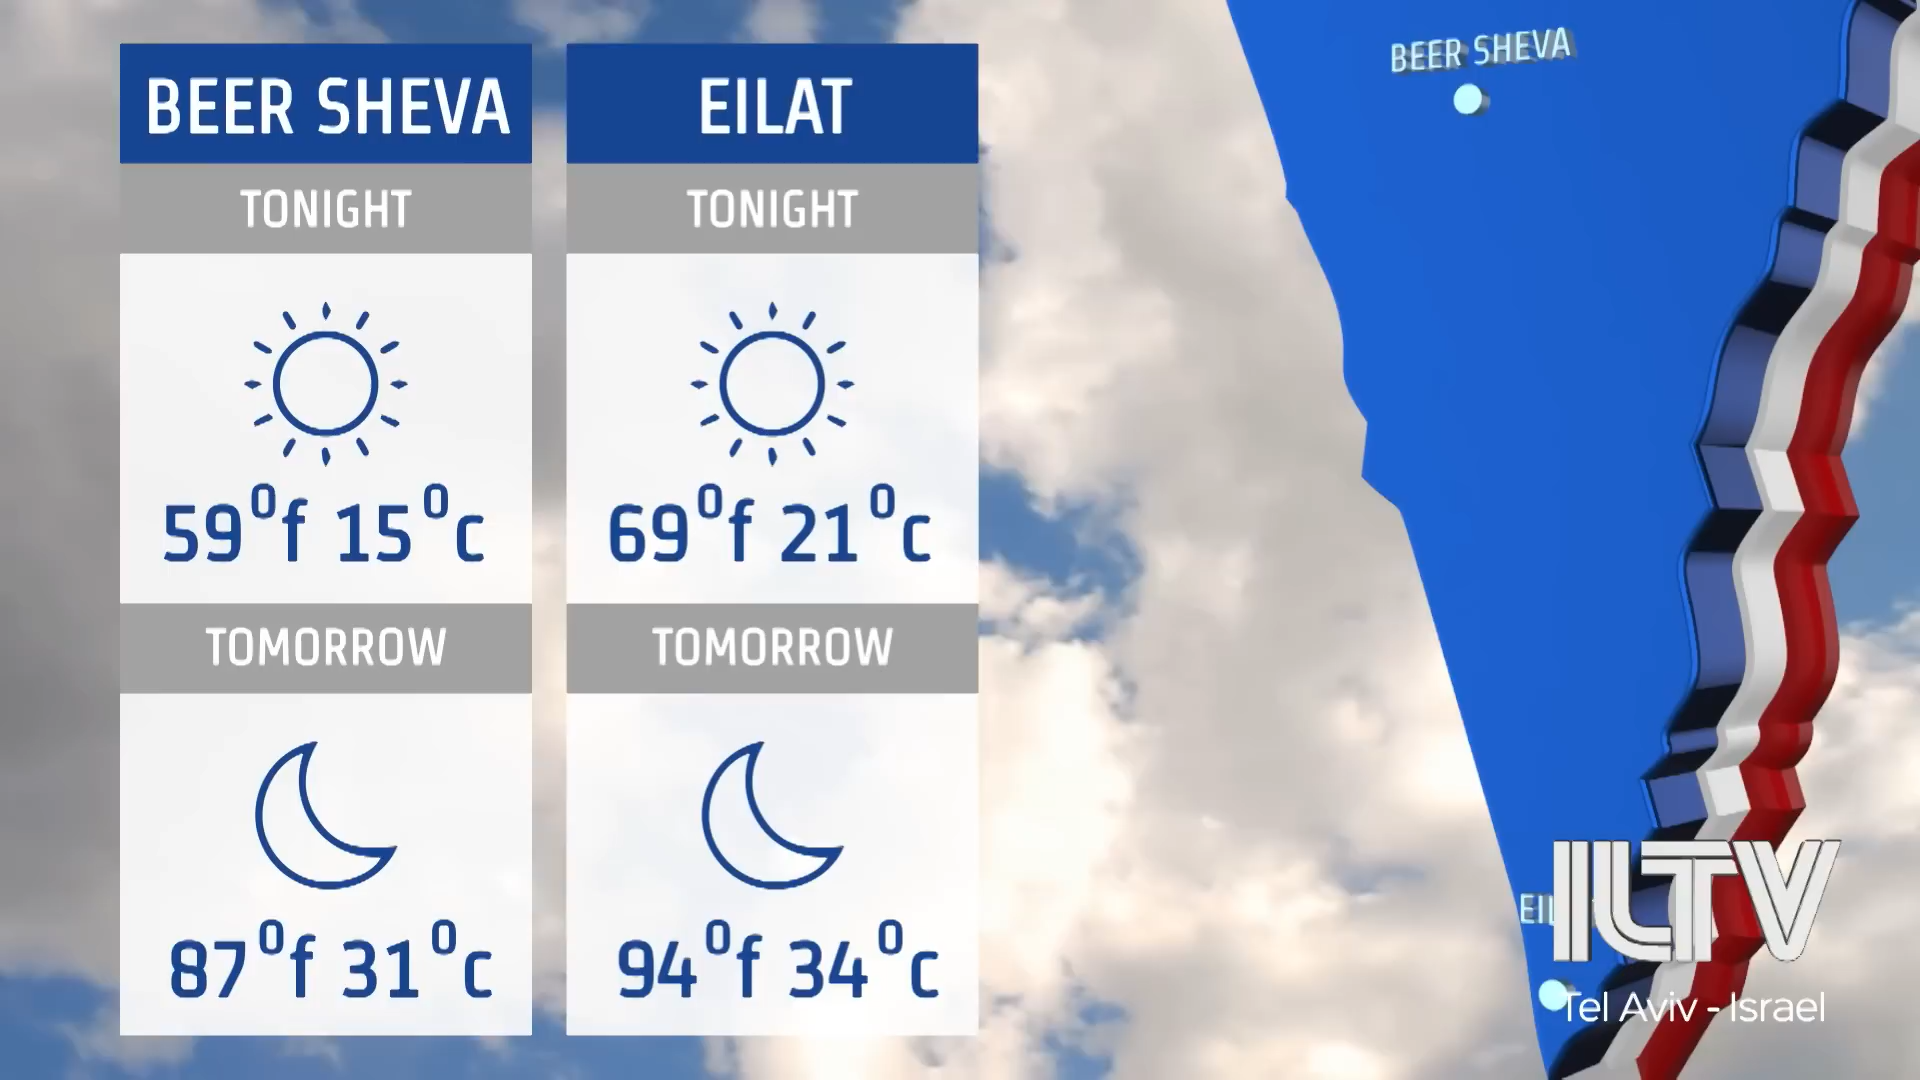 BEER SHEVA
TONIGHT
59°f 15°c
TOMORROW
87°f 31°c
EILAT
TONIGHT
69°f 21°c
TOMORROW
94°f 34°c
BEER SHEVA
ILTV
Tel Aviv - Israel